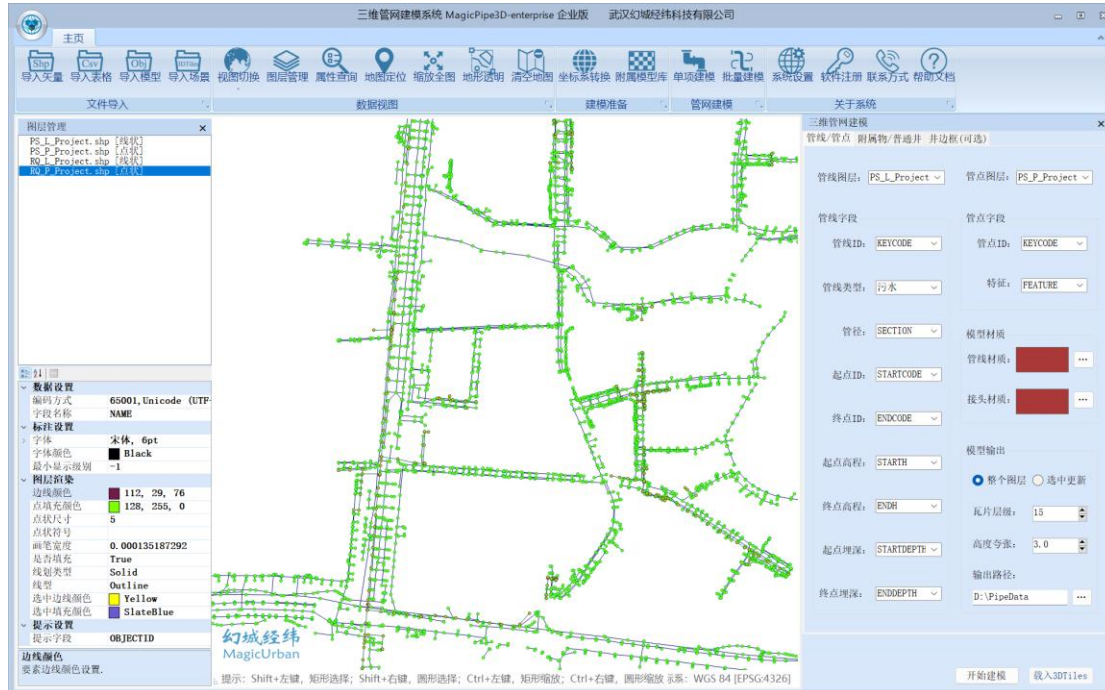 三维管网建模系统 MagicPipe3D-enterprise 企业版 武汉幻城经纬科技有限公司
主页
Shp Csv Obj 3DTiles
导入矢量 导入表格 导入模型 导入场景 视图切换 图层管理 属性查询 地图定位 缩放全图 地形透明 清空地图 坐标系转换 附属模型库 单项建模 批量建模 系统设置 软件注册 联系方式 帮助文档
文件导入 数据视图 建模准备 管网建模 关于系统
图层管理
PS_L_Project.shp [线状]
PS_P_Project.shp [点状]
RQ_L_Project.shp [线状]
RQ_P_Project.shp [点状]
数据设置
编码方式 65001,Unicode (UTF-
字段名称 NAME
标注设置
字体 宋体, 6pt
字体颜色 Black
最小显示级别 -1
图层渲染
边线颜色 112, 29, 76
点填充颜色 128, 255, 0
点状尺寸 5
点状符号
画笔宽度 0.000135187292
是否填充 True
线划类型 Solid
线型 Outline
选中边线颜色 Yellow
选中填充颜色 SlateBlue
提示设置
提示字段 OBJECTID
边线颜色
要素边线颜色设置.
幻城经纬
MagicUrban
提示: Shift+左键, 矩形选择; Shift+右键, 圆形选择; Ctrl+左键, 矩形缩放; Ctrl+右键, 圆形缩放 示系: WGS 84 [EPSG:4326]
三维管网建模
管线/管点 附属物/普通井 井边框(可选)
管线图层: PS_L_Project 管点图层: PS_P_Project
管线字段
管线ID: KEYCODE
管线类型: 污水
管径: SECTION
起点ID: STARTCODE
终点ID: ENDCODE
起点高程: STARTH
终点高程: ENDH
起点埋深: STARTDEPTH
终点埋深: ENDDEPTH
管点字段
管点ID: KEYCODE
特征: FEATURE
模型材质
管线材质: ...
接头材质: ...
模型输出
整个图层 选中更新
瓦片层级: 15
高度夸张: 3.0
输出路径:
D:\PipeData ...
开始建模 载入3DTiles